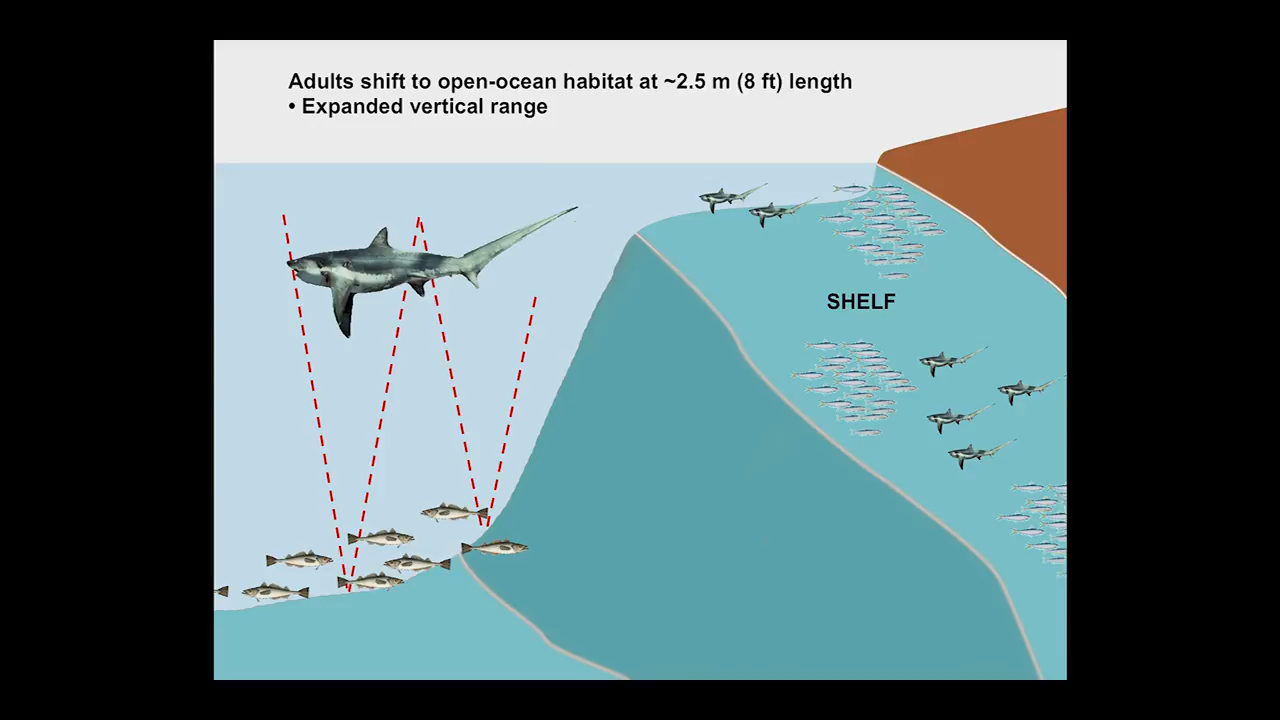 Adults shift to open-ocean habitat at ~2.5 m (8 ft) length
• Expanded vertical range
SHELF